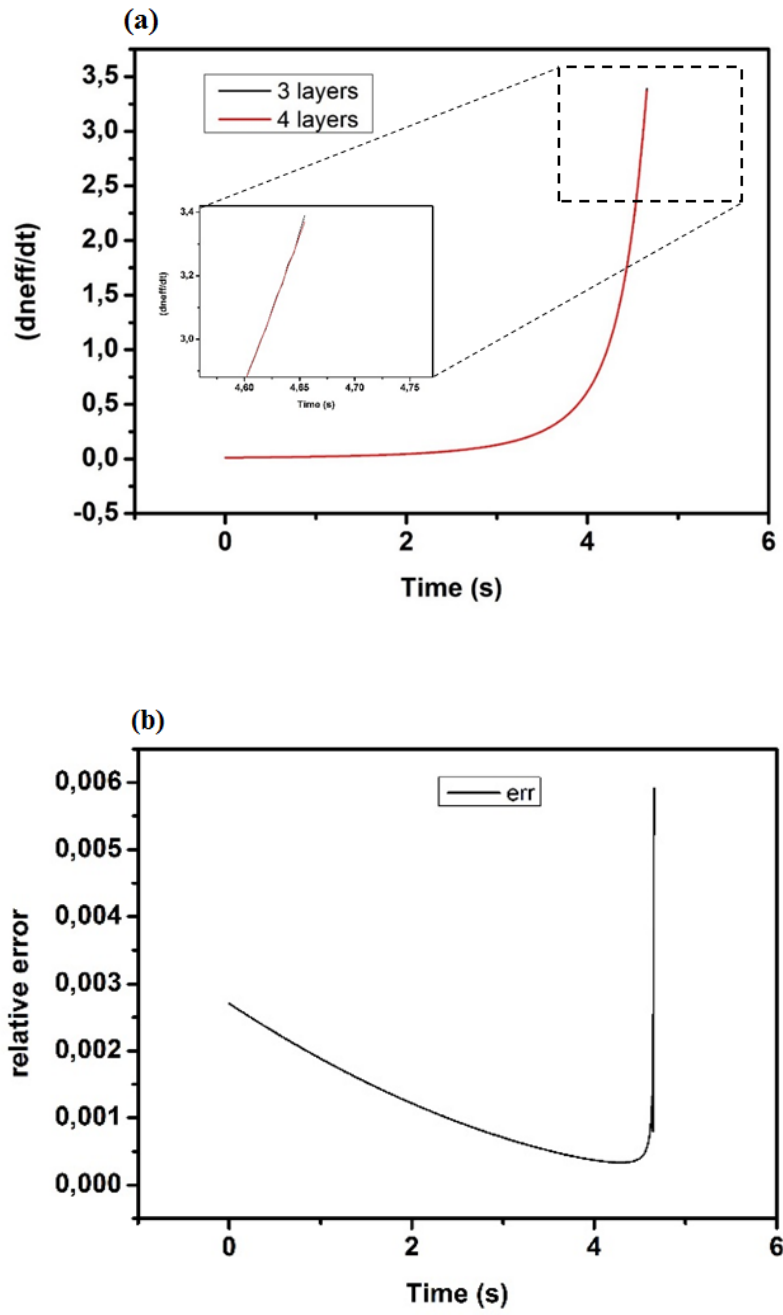 (a)
3,5
3,0
2,5
2,0
1,5
1,0
0,5
0,0
-0,5
(dneff/dt)
3 layers
4 layers
3,4
3,2
3,0
(dneff/dt)
4,60 4,65 4,70 4,75
Time (s)
0 2 4 6
Time (s)
(b)
0,006
0,005
0,004
0,003
0,002
0,001
0,000
relative error
err
0 2 4 6
Time (s)